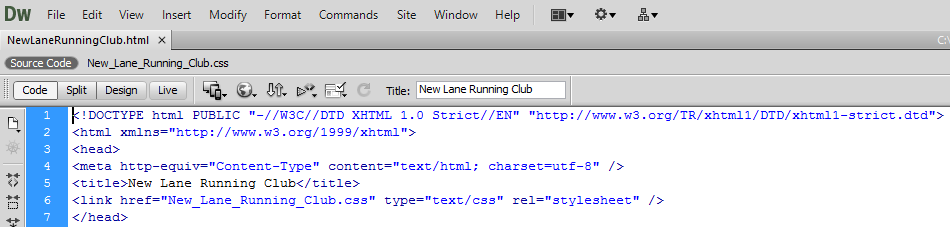 Dw File Edit View Insert Modify Format Commands Site Window Help
NewLaneRunningClub.html × C:\
Source Code New_Lane_Running_Club.css
Code Split Design Live Title: New Lane Running Club
1 <!DOCTYPE html PUBLIC "-//W3C//DTD XHTML 1.0 Strict//EN" "http://www.w3.org/TR/xhtml1/DTD/xhtml1-strict.dtd">
2 <html xmlns="http://www.w3.org/1999/xhtml">
3 <head>
4 <meta http-equiv="Content-Type" content="text/html; charset=utf-8" />
5 <title>New Lane Running Club</title>
6 <link href="New_Lane_Running_Club.css" type="text/css" rel="stylesheet" />
7 </head>